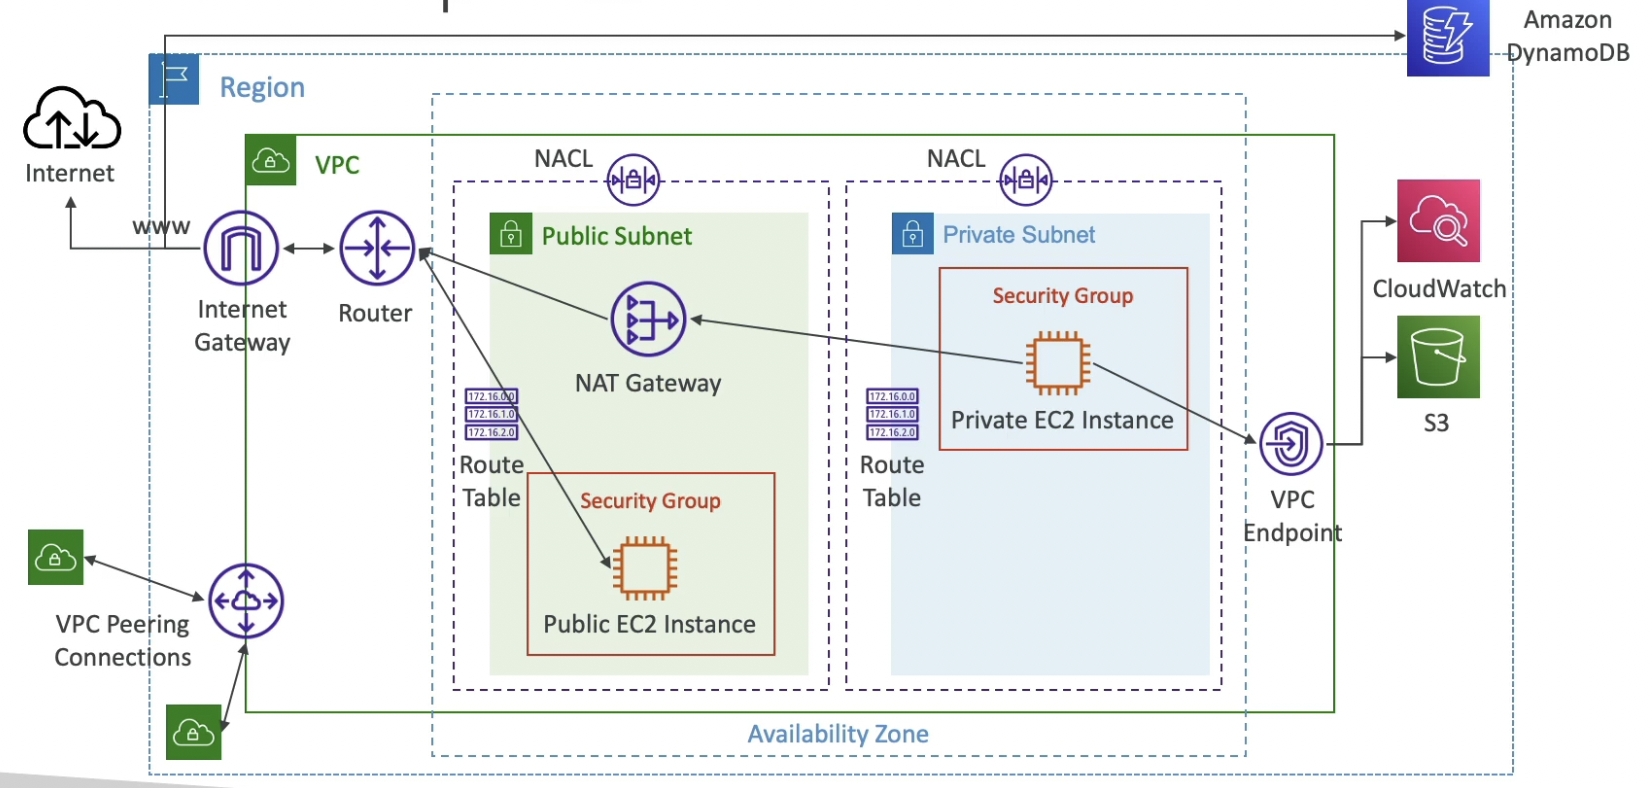 Amazon
DynamoDB
Region
Internet
VPC
www
Internet
Gateway
Router
NACL
NACL
Public Subnet
Private Subnet
NAT Gateway
Security Group
Private EC2 Instance
172.16.0.0
172.16.1.0
172.16.2.0
Route
Table
172.16.0.0
172.16.1.0
172.16.2.0
Route
Table
Security Group
Public EC2 Instance
CloudWatch
S3
VPC
Endpoint
VPC Peering
Connections
Availability Zone